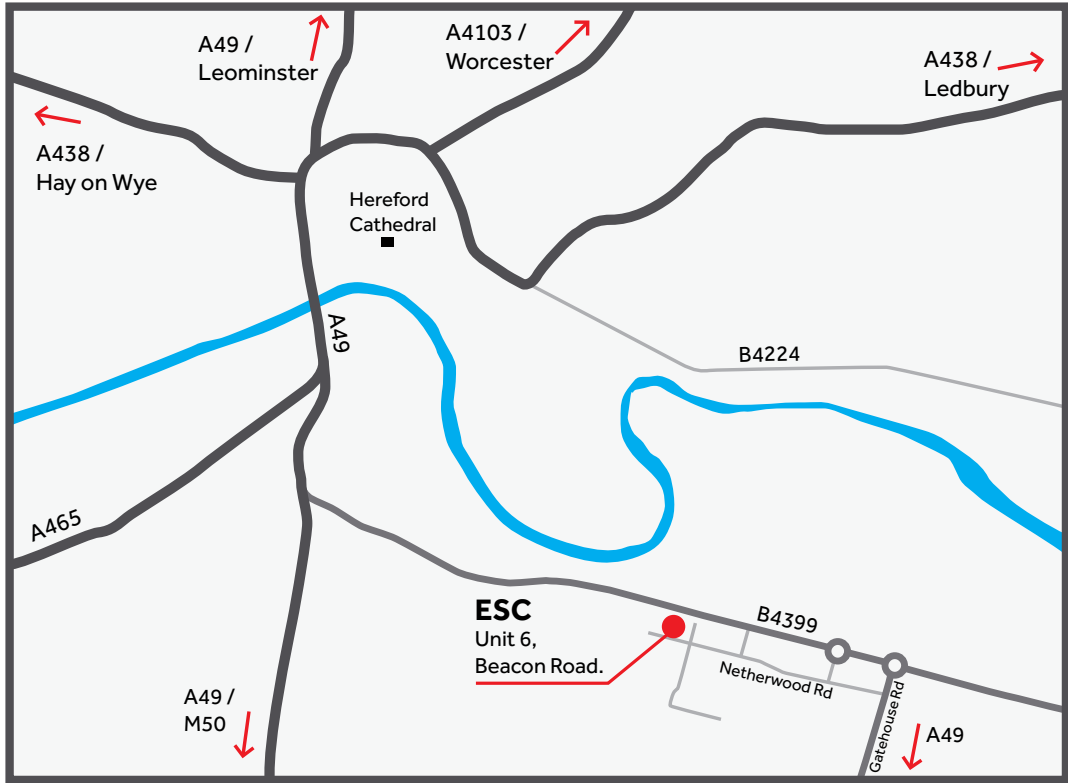 A49 /
Leominster
A4103 /
Worcester
A438 /
Ledbury
A438 /
Hay on Wye
Hereford
Cathedral
A49
B4224
A465
ESC
Unit 6,
Beacon Road.
B4399
Netherwood Rd
Gatehouse Rd
A49 /
M50
A49